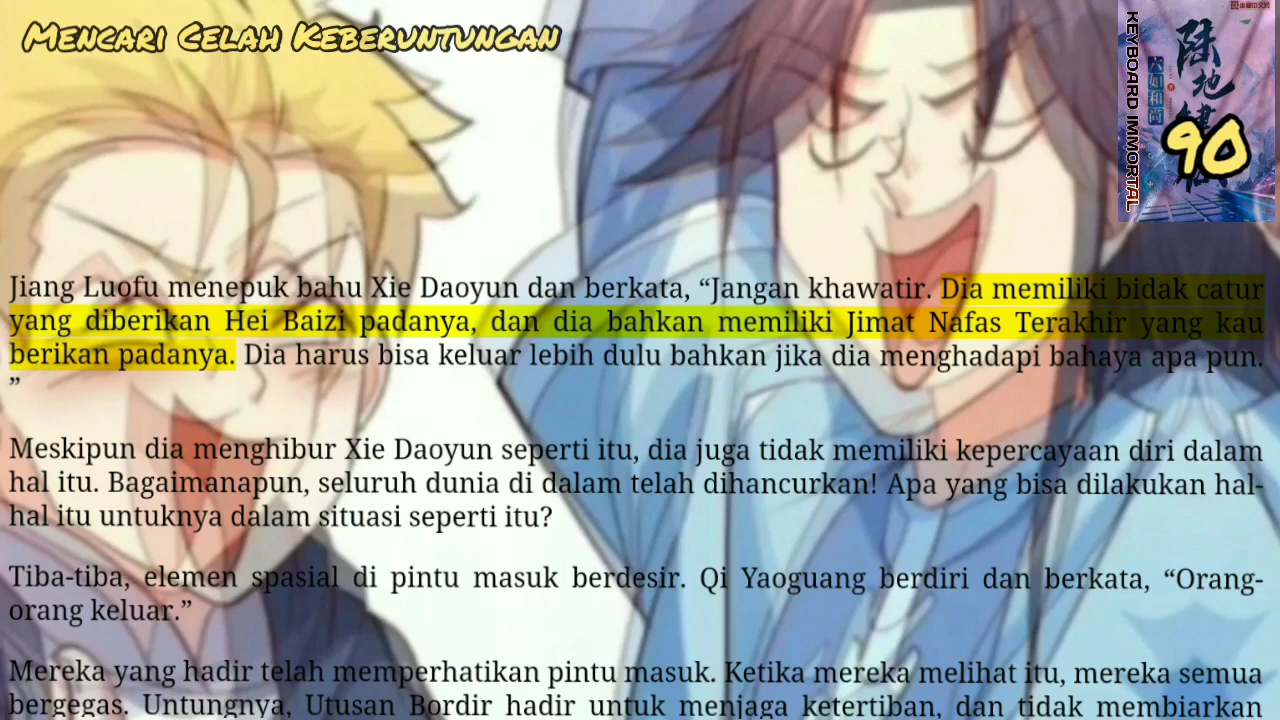 Mencari Celah Keberuntungan
KEYBOARD IMMORTAL
陆地
90
六如和尚
Jiang Luofu menepuk bahu Xie Daoyun dan berkata, “Jangan khawatir. Dia memiliki bidak catur
yang diberikan Hei Baizi padanya, dan dia bahkan memiliki Jimat Nafas Terakhir yang kau
berikan padanya. Dia harus bisa keluar lebih dulu bahkan jika dia menghadapi bahaya apa pun.
”
Meskipun dia menghibur Xie Daoyun seperti itu, dia juga tidak memiliki kepercayaan diri dalam
hal itu. Bagaimanapun, seluruh dunia di dalam telah dihancurkan! Apa yang bisa dilakukan hal-
hal itu untuknya dalam situasi seperti itu?
Tiba-tiba, elemen spasial di pintu masuk berdesir. Qi Yaoguang berdiri dan berkata, “Orang-
orang keluar.”
Mereka yang hadir telah memperhatikan pintu masuk. Ketika mereka melihat itu, mereka semua
bergegas. Untungnya, Utusan Bordir hadir untuk menjaga ketertiban, dan tidak membiarkan